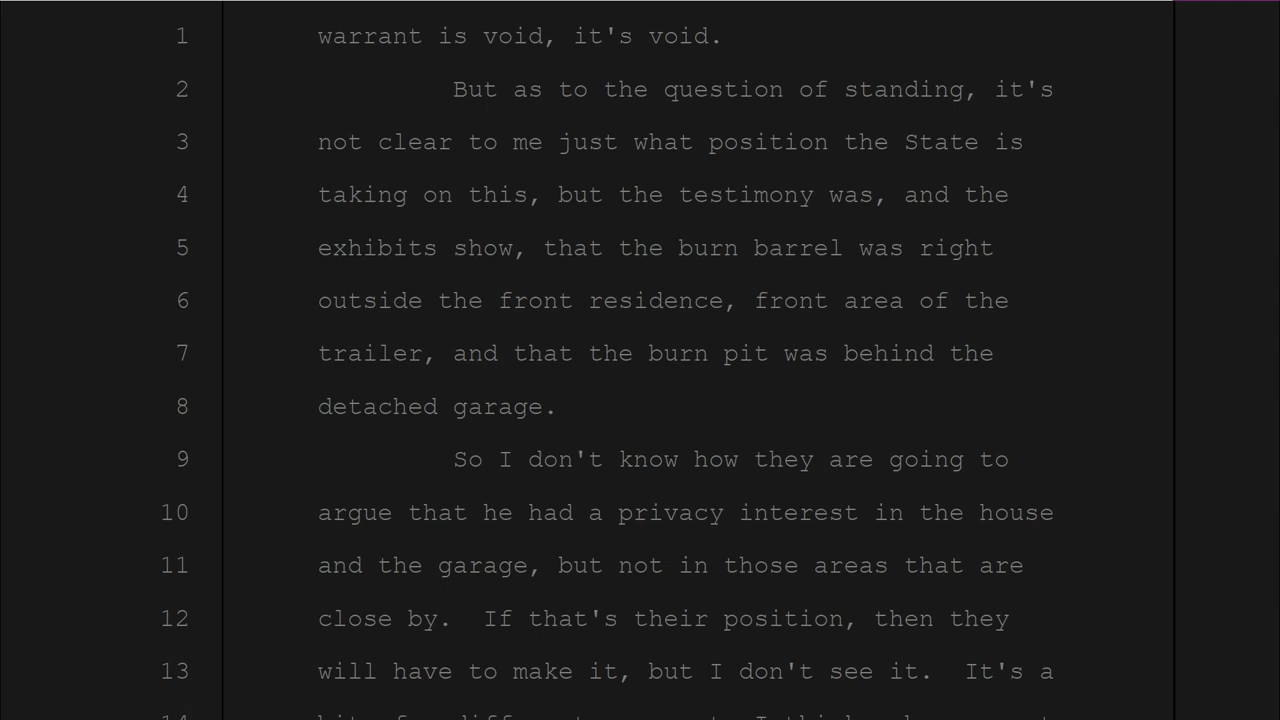 1 warrant is void, it's void.
2 But as to the question of standing, it's
3 not clear to me just what position the State is
4 taking on this, but the testimony was, and the
5 exhibits show, that the burn barrel was right
6 outside the front residence, front area of the
7 trailer, and that the burn pit was behind the
8 detached garage.
9 So I don't know how they are going to
10 argue that he had a privacy interest in the house
11 and the garage, but not in those areas that are
12 close by. If that's their position, then they
13 will have to make it, but I don't see it. It's a
14